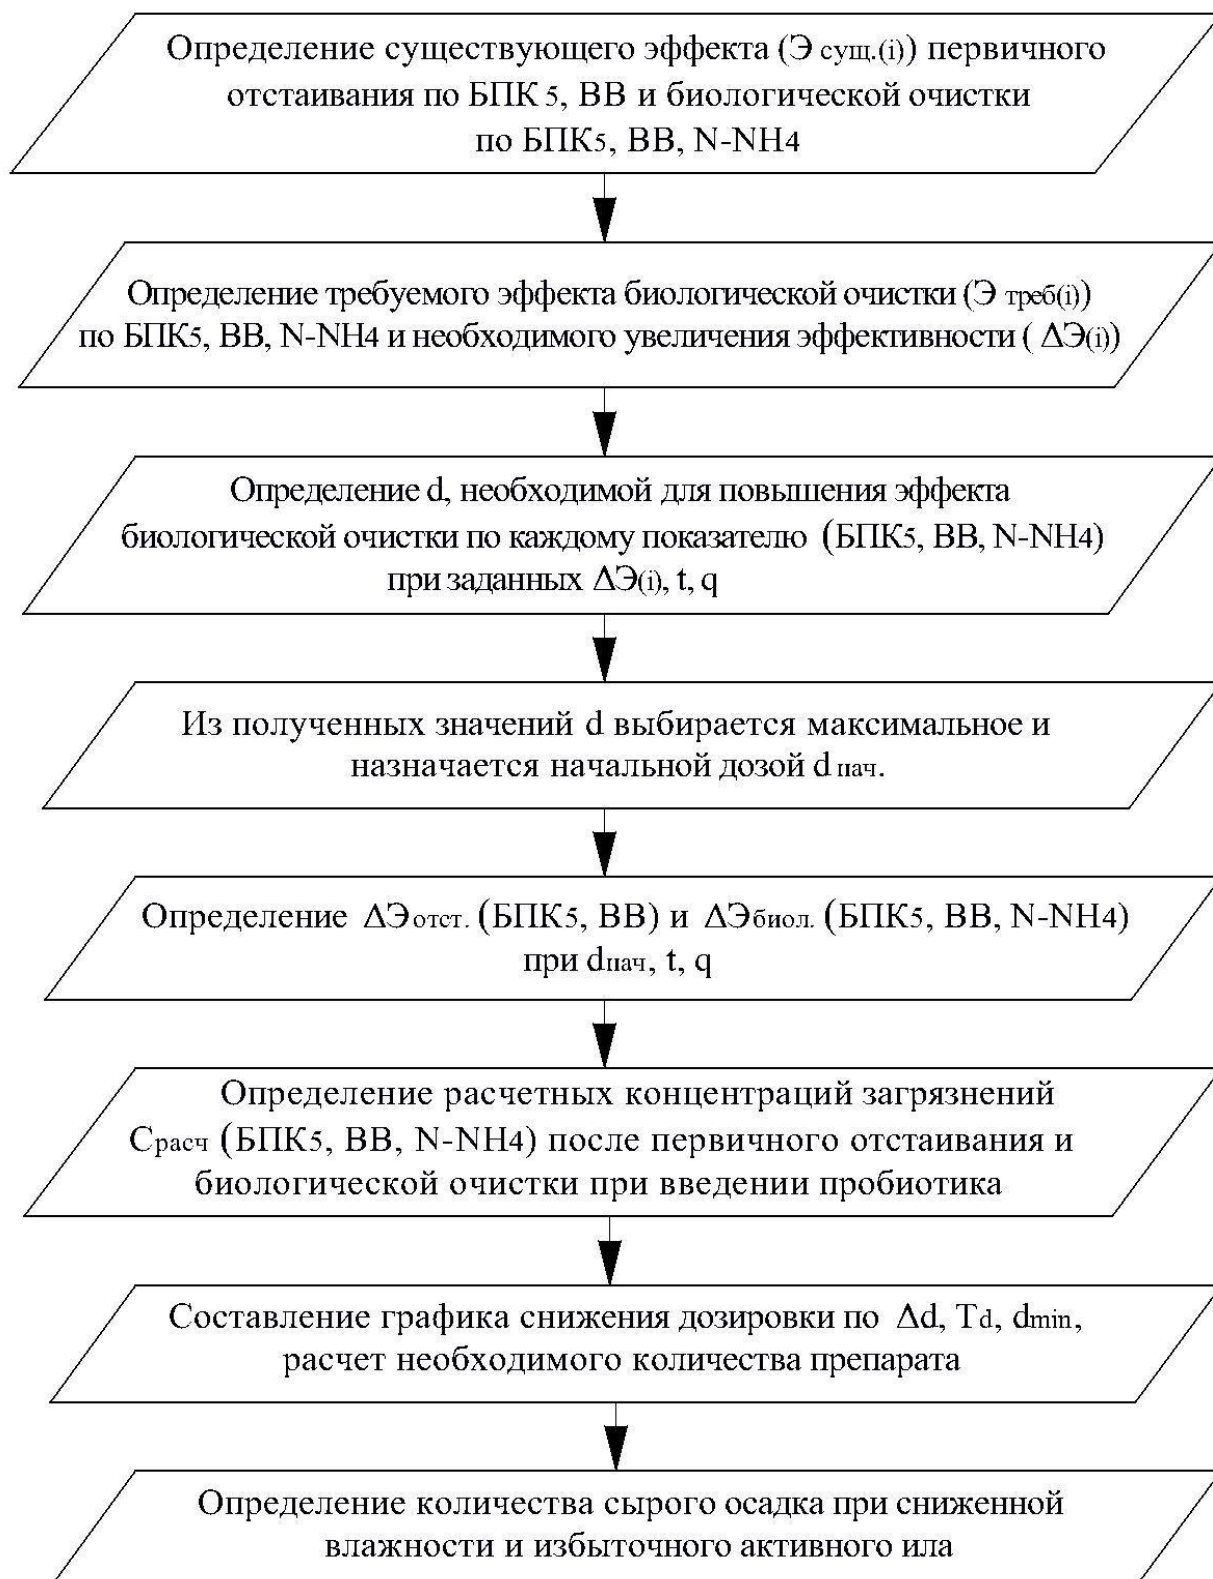 Определение существующего эффекта (Э сущ.(i)) первичного
отстаивания по БПК 5, ВВ и биологической очистки
по БПК5, ВВ, N-NH4
Определение требуемого эффекта биологической очистки (Э треб(i))
по БПК5, ВВ, N-NH4 и необходимого увеличения эффективности ( ΔЭ(i))
Определение d, необходимой для повышения эффекта
биологической очистки по каждому показателю (БПК5, ВВ, N-NH4)
при заданных ΔЭ(i), t, q
Из полученных значений d выбирается максимальное и
назначается начальной дозой d нач.
Определение ΔЭотст. (БПК5, ВВ) и ΔЭбиол. (БПК5, ВВ, N-NH4)
при dнач, t, q
Определение расчетных концентраций загрязнений
Срасч (БПК5, ВВ, N-NH4) после первичного отстаивания и
биологической очистки при введении пробиотика
Составление графика снижения дозировки по Δd, Td, dmin,
расчет необходимого количества препарата
Определение количества сырого осадка при сниженной
влажности и избыточного активного ила